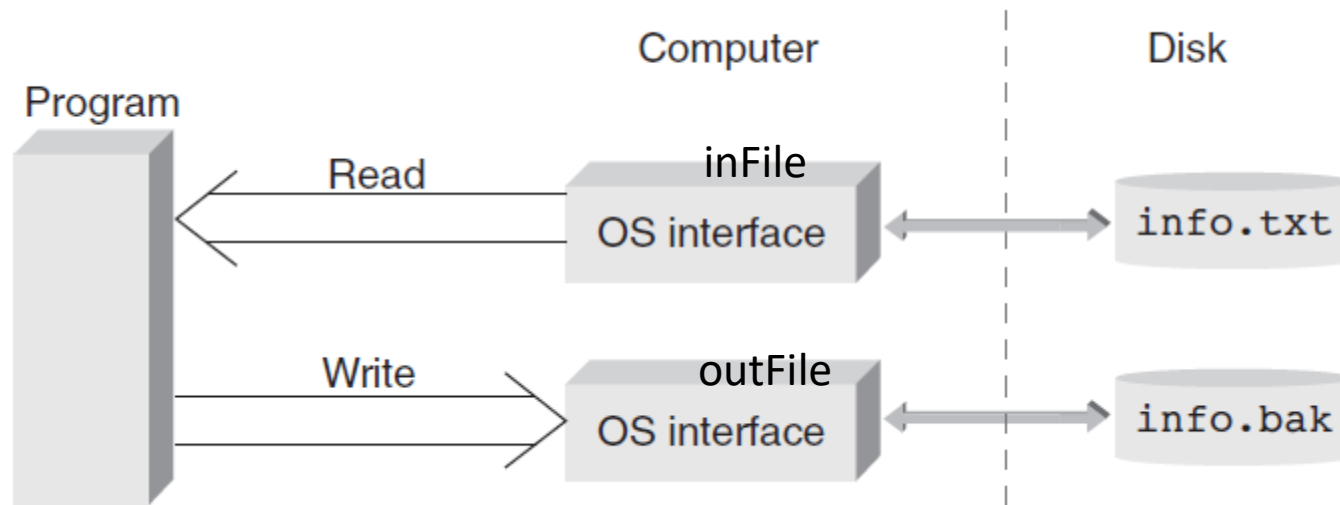 Computer
Disk
Program
Read
inFile
OS interface
info.txt
Write
outFile
OS interface
info.bak